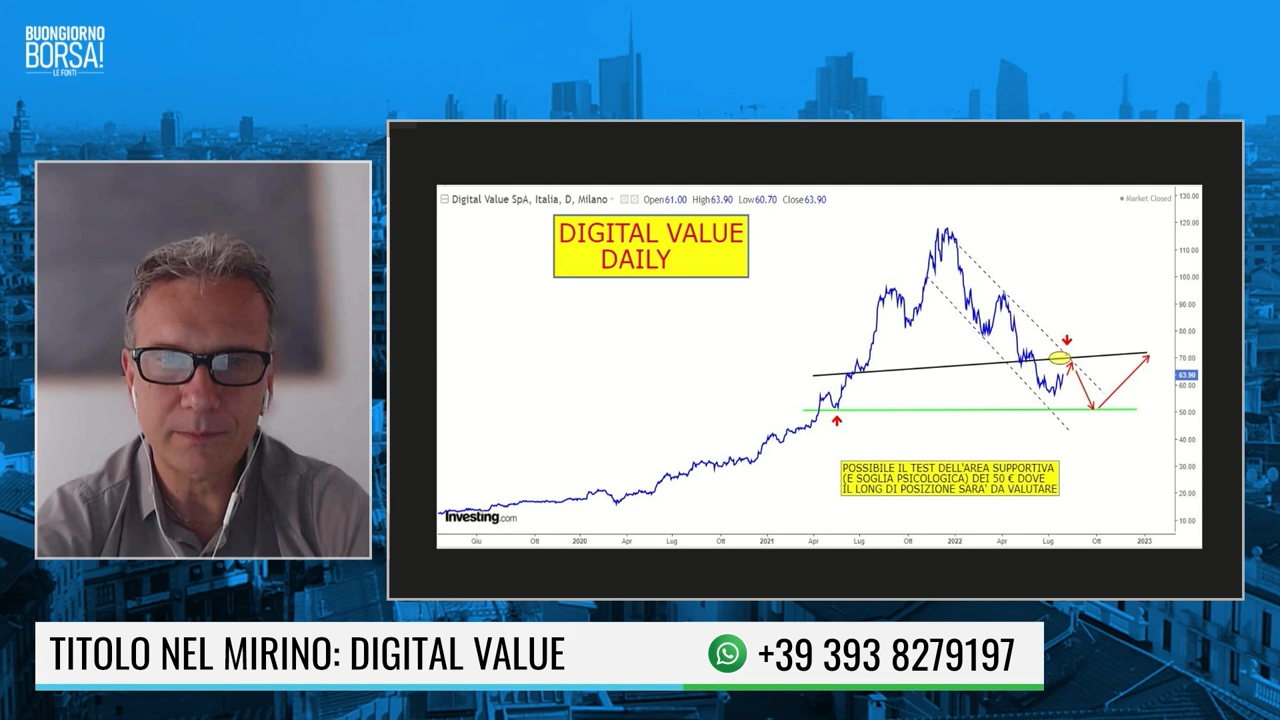 BUONGIORNO
BORSA!
LE FONTI
Digital Value SpA, Italia, D, Milano
Open 61.00 High 63.90 Low 60.70 Close 63.90
Market Closed
DIGITAL VALUE
DAILY
130.00
120.00
110.00
100.00
90.00
80.00
70.00
63.90
60.00
50.00
40.00
30.00
20.00
10.00
POSSIBILE IL TEST DELL'AREA SUPPORTIVA
(E SOGLIA PSICOLOGICA) DEI 50 € DOVE
IL LONG DI POSIZIONE SARA' DA VALUTARE
Investing.com
Giu Ott 2020 Apr Lug Ott 2021 Apr Lug Ott 2022 Apr Lug Ott 2023
TITOLO NEL MIRINO: DIGITAL VALUE
+39 393 8279197